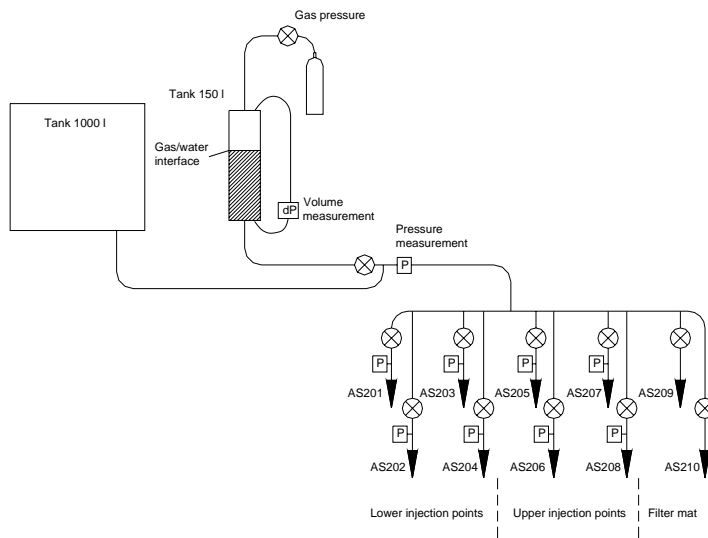 Gas pressure
Tank 150 l
Tank 1000 l
Gas/water
interface
dP
Volume
measurement
Pressure
measurement
P
P
P
P
P
AS201
AS203
AS205
AS207
AS209
P
P
P
P
AS202
AS204
AS206
AS208
AS210
Lower injection points
Upper injection points
Filter mat